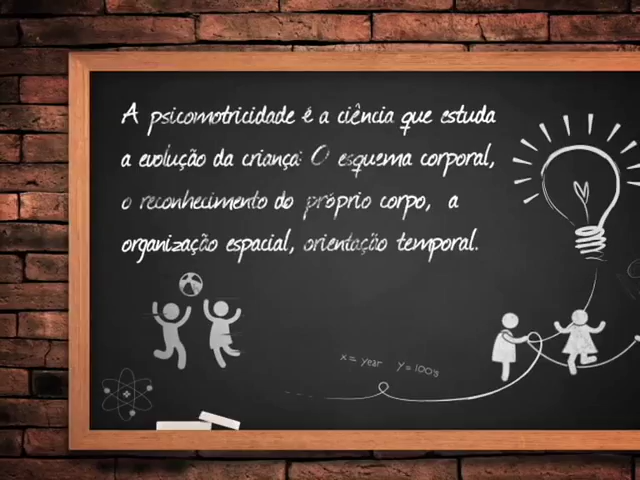 A psicomotricidade é a ciência que estuda
a evolução da criança: O esquema corporal,
o reconhecimento do próprio corpo, a
organização espacial, orientação temporal.
x = year Y = 100%